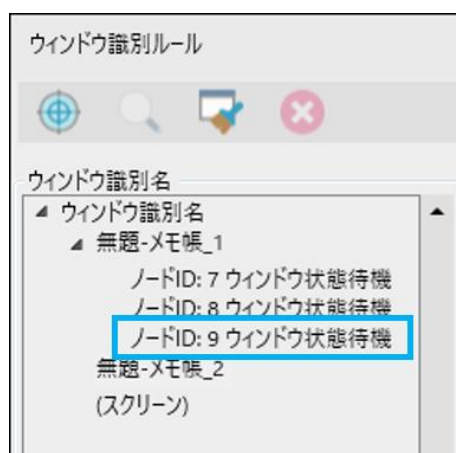 ウィンドウ識別ルール
ウィンドウ識別名
ウィンドウ識別名
無題-メモ帳_1
ノードID: 7 ウィンドウ状態待機
ノードID: 8 ウィンドウ状態待機
ノードID: 9 ウィンドウ状態待機
無題-メモ帳_2
(スクリーン)